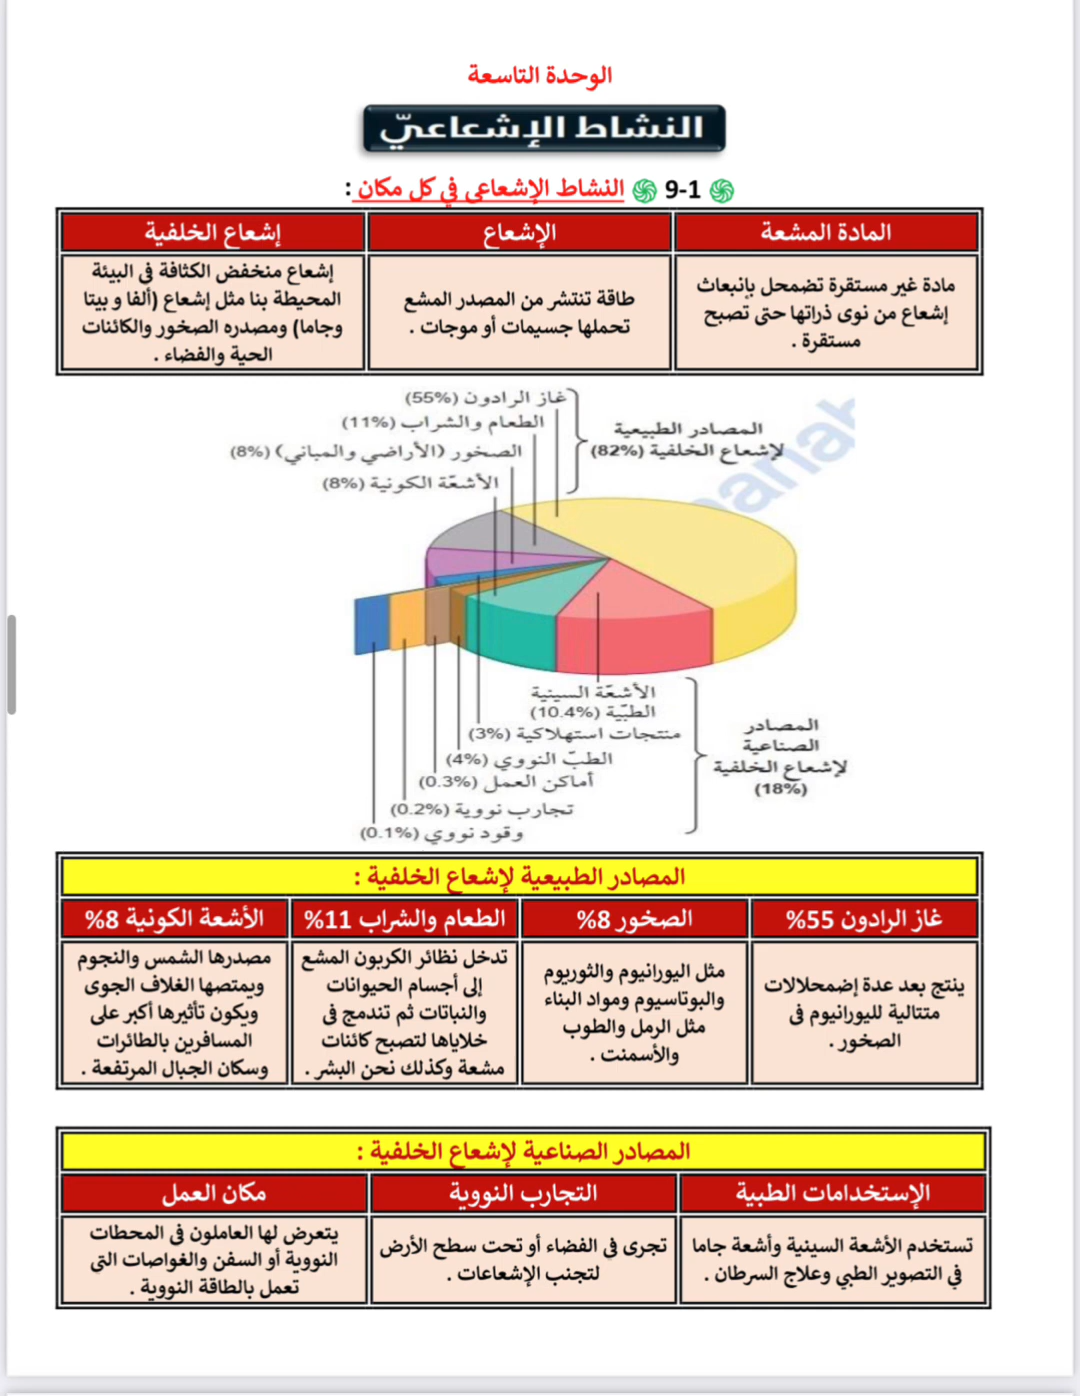 الوحدة التاسعة
النشاط الإشعاعيّ
9-1 النشاط الإشعاعى فى كل مكان :
المادة المشعة
الإشعاع
إشعاع الخلفية
مادة غير مستقرة تضمحل بإنبعاث
إشعاع من نوى ذراتها حتى تصبح
مستقرة .
طاقة تنتشر من المصدر المشع
تحملها جسيمات أو موجات .
إشعاع منخفض الكثافة فى البيئة
المحيطة بنا مثل إشعاع (ألفا و بيتا
وجاما) ومصدره الصخور والكائنات
الحية والفضاء .
غاز الرادون (55%)
الطعام والشراب (11%)
الصخور (الأراضي والمباني) (8%)
الأشعّة الكونية (8%)
المصادر الطبيعية
لإشعاع الخلفية (82%)
الأشعّة السينية
الطبّية (10.4%)
منتجات استهلاكية (3%)
الطبّ النووي (4%)
أماكن العمل (0.3%)
تجارب نووية (0.2%)
وقود نووي (0.1%)
المصادر
الصناعية
لإشعاع الخلفية
(18%)
المصادر الطبيعية لإشعاع الخلفية :
غاز الرادون 55%
الصخور 8%
الطعام والشراب 11%
الأشعة الكونية 8%
ينتج بعد عدة إضمحلالات
متتالية لليورانيوم فى
الصخور .
مثل اليورانيوم والثوريوم
والبوتاسيوم ومواد البناء
مثل الرمل والطوب
والأسمنت .
تدخل نظائر الكربون المشع
إلى أجسام الحيوانات
والنباتات ثم تندمج فى
خلاياها لتصبح كائنات
مشعة وكذلك نحن البشر .
مصدرها الشمس والنجوم
ويمتصها الغلاف الجوى
ويكون تأثيرها أكبر على
المسافرين بالطائرات
وسكان الجبال المرتفعة .
المصادر الصناعية لإشعاع الخلفية :
الإستخدامات الطبية
التجارب النووية
مكان العمل
تستخدم الأشعة السينية وأشعة جاما
في التصوير الطبي وعلاج السرطان .
تجرى فى الفضاء أو تحت سطح الأرض
لتجنب الإشعاعات .
يتعرض لها العاملون فى المحطات
النووية أو السفن والغواصات التى
تعمل بالطاقة النووية .